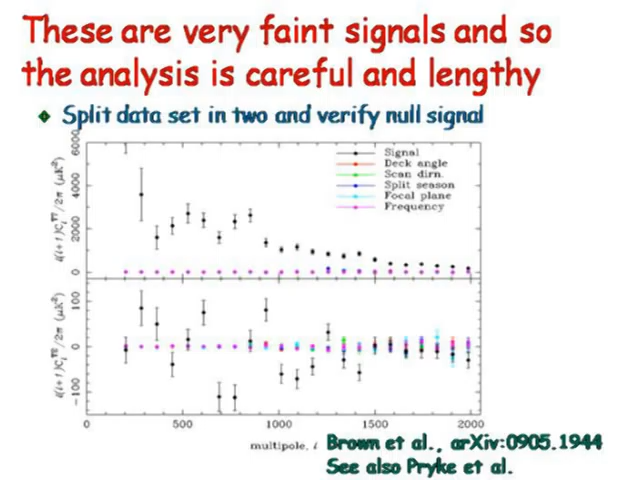 These are very faint signals and so
the analysis is careful and lengthy
Split data set in two and verify null signal
Signal
Deck angle
Scan dirn.
Split season
Focal plane
Frequency
l(l+1)C_l^TT/2π (μK²)
6000
4000
2000
0
l(l+1)C_l^TE/2π (μK²)
100
0
-100
0
500
1000
1500
2000
multipole, l
Brown et al., arXiv:0905.1944
See also Pryke et al.